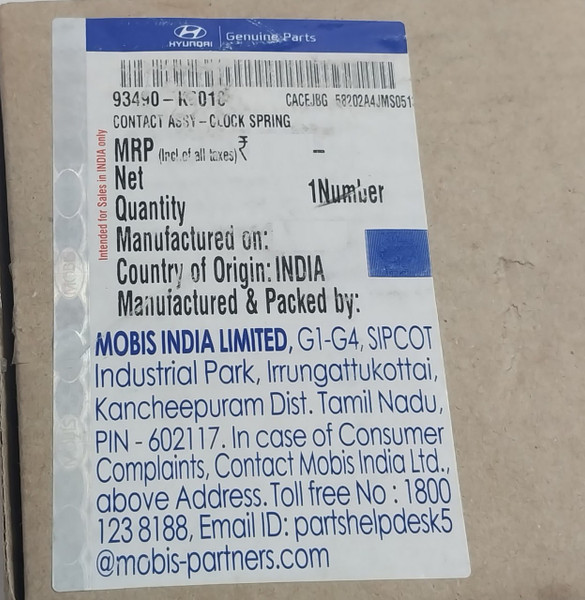 HYUNDAI Genuine Parts
CACEJBG 58202A4JMS051
CONTACT ASSY-CLOCK SPRING
MRP (Incl.of all taxes) ₹ -
Net
Quantity 1Number
Manufactured on:
Country of Origin: INDIA
Manufactured & Packed by:
MOBIS INDIA LIMITED, G1-G4, SIPCOT
Industrial Park, Irrungattukottai,
Kancheepuram Dist. Tamil Nadu,
PIN - 602117. In case of Consumer
Complaints, Contact Mobis India Ltd.,
above Address. Toll free No : 1800
123 8188, Email ID: partshelpdesk5
@mobis-partners.com
Intended for Sales in INDIA only